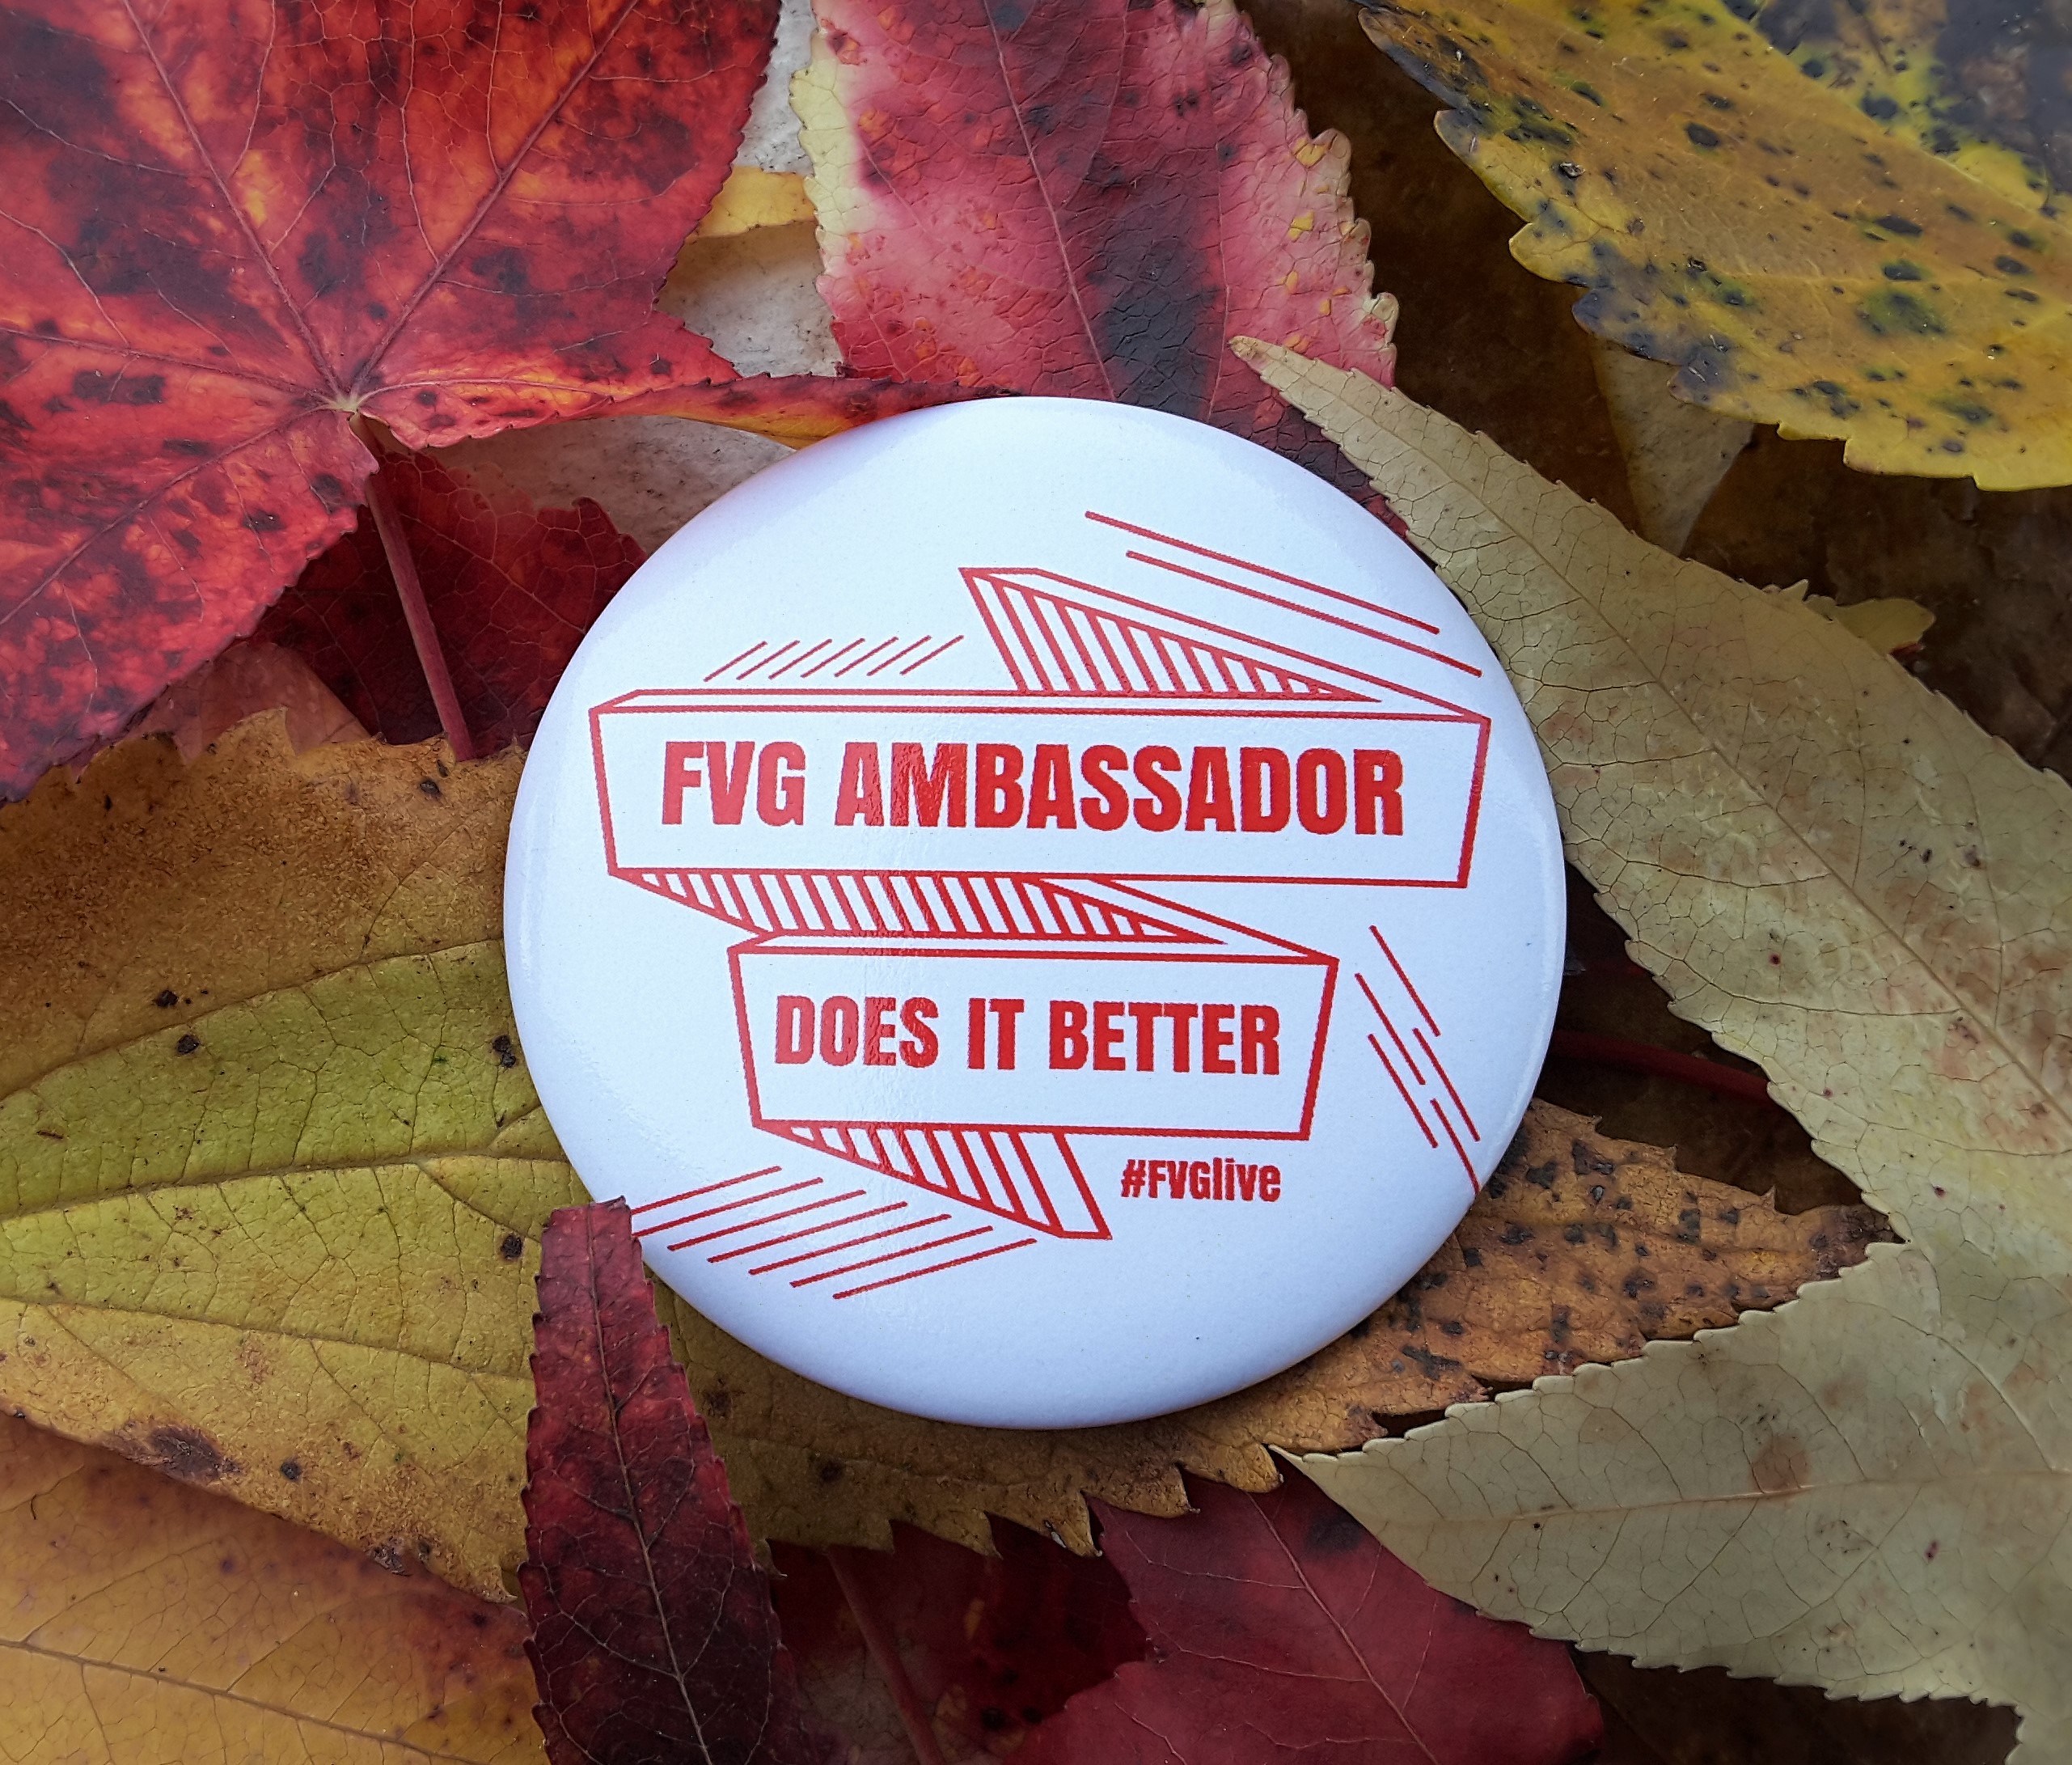 FVG AMBASSADOR
DOES IT BETTER
#FVGlive